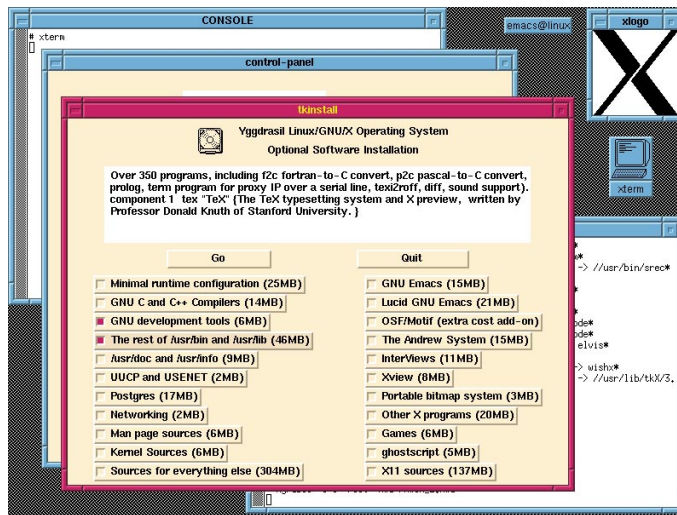 CONSOLE
# xterm
emacs@linux
xlogo
xterm
control-panel
tkinstall
Yggdrasil Linux/GNU/X Operating System
Optional Software Installation
Over 350 programs, including f2c fortran-to-C convert, p2c pascal-to-C convert,
prolog, term program for proxy IP over a serial line, texi2roff, diff, sound support}.
component 1 tex "TeX" {The TeX typesetting system and X preview, written by
Professor Donald Knuth of Stanford University. }
Go
Quit
Minimal runtime configuration (25MB)
GNU C and C++ Compilers (14MB)
GNU development tools (6MB)
The rest of /usr/bin and /usr/lib (46MB)
/usr/doc and /usr/info (9MB)
UUCP and USENET (2MB)
Postgres (17MB)
Networking (2MB)
Man page sources (6MB)
Kernel Sources (6MB)
Sources for everything else (304MB)
GNU Emacs (15MB)
Lucid GNU Emacs (21MB)
OSF/Motif (extra cost add-on)
The Andrew System (15MB)
InterViews (11MB)
Xview (8MB)
Portable bitmap system (3MB)
Other X programs (20MB)
Games (6MB)
ghostscript (5MB)
X11 sources (137MB)
-> //usr/bin/srec*
elvis*
-> wishx*
-> //usr/lib/tkX/3.